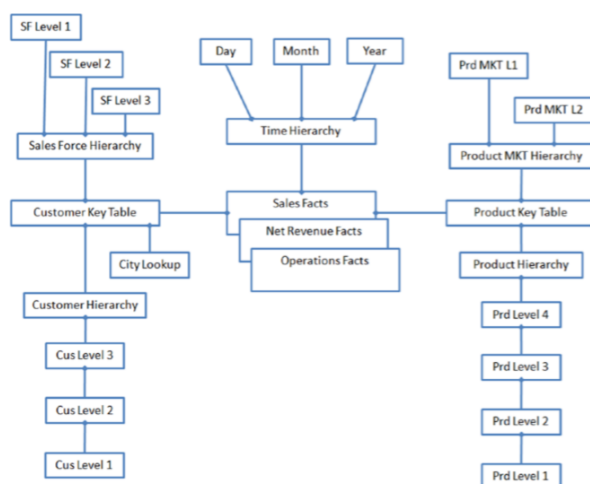 SF Level 1
SF Level 2
SF Level 3
Sales Force Hierarchy
Day
Month
Year
Time Hierarchy
Prd MKT L1
Prd MKT L2
Product MKT Hierarchy
Customer Key Table
Sales Facts
Net Revenue Facts
Operations Facts
Product Key Table
City Lookup
Product Hierarchy
Customer Hierarchy
Prd Level 4
Cus Level 3
Prd Level 3
Cus Level 2
Prd Level 2
Cus Level 1
Prd Level 1